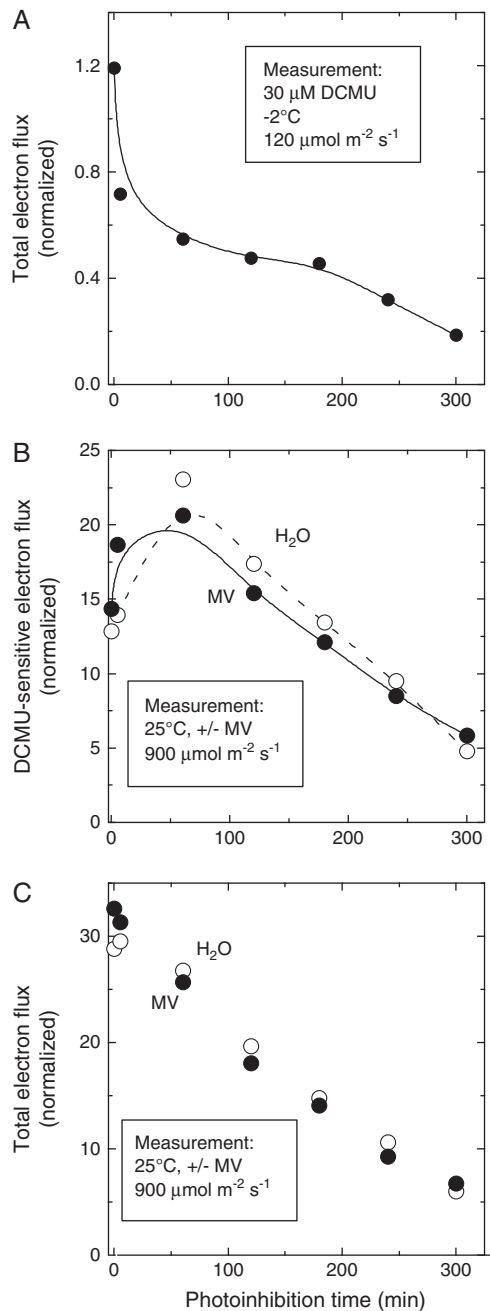 A
Total electron flux
(normalized)
1.2
0.8
0.4
0.0
Measurement:
30 μM DCMU
-2°C
120 μmol m⁻² s⁻¹
0
100
200
300
B
DCMU-sensitive electron flux
(normalized)
25
20
15
10
5
0
H₂O
MV
Measurement:
25°C, +/- MV
900 μmol m⁻² s⁻¹
0
100
200
300
C
Total electron flux
(normalized)
30
20
10
0
H₂O
MV
Measurement:
25°C, +/- MV
900 μmol m⁻² s⁻¹
0
100
200
300
Photoinhibition time (min)